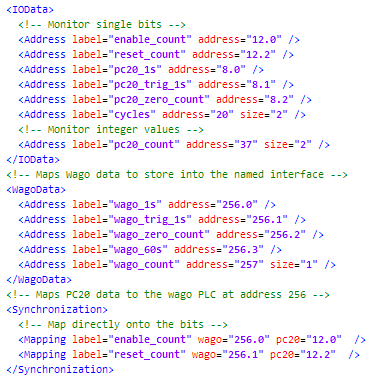 <IOData>
<!-- Monitor single bits -->
<Address label="enable_count" address="12.0" />
<Address label="reset_count" address="12.2" />
<Address label="pc20_1s" address="8.0" />
<Address label="pc20_trig_1s" address="8.1" />
<Address label="pc20_zero_count" address="8.2" />
<Address label="cycles" address="20" size="2" />
<!-- Monitor integer values -->
<Address label="pc20_count" address="37" size="2" />
</IOData>
<!-- Maps Wago data to store into the named interface -->
<WagoData>
<Address label="wago_1s" address="256.0" />
<Address label="wago_trig_1s" address="256.1" />
<Address label="wago_zero_count" address="256.2" />
<Address label="wago_60s" address="256.3" />
<Address label="wago_count" address="257" size="1" />
</WagoData>
<!-- Maps PC20 data to the wago PLC at address 256 -->
<Synchronization>
<!-- Map directly onto the bits -->
<Mapping label="enable_count" wago="256.0" pc20="12.0"  />
<Mapping label="reset_count" wago="256.1" pc20="12.2"  />
</Synchronization>